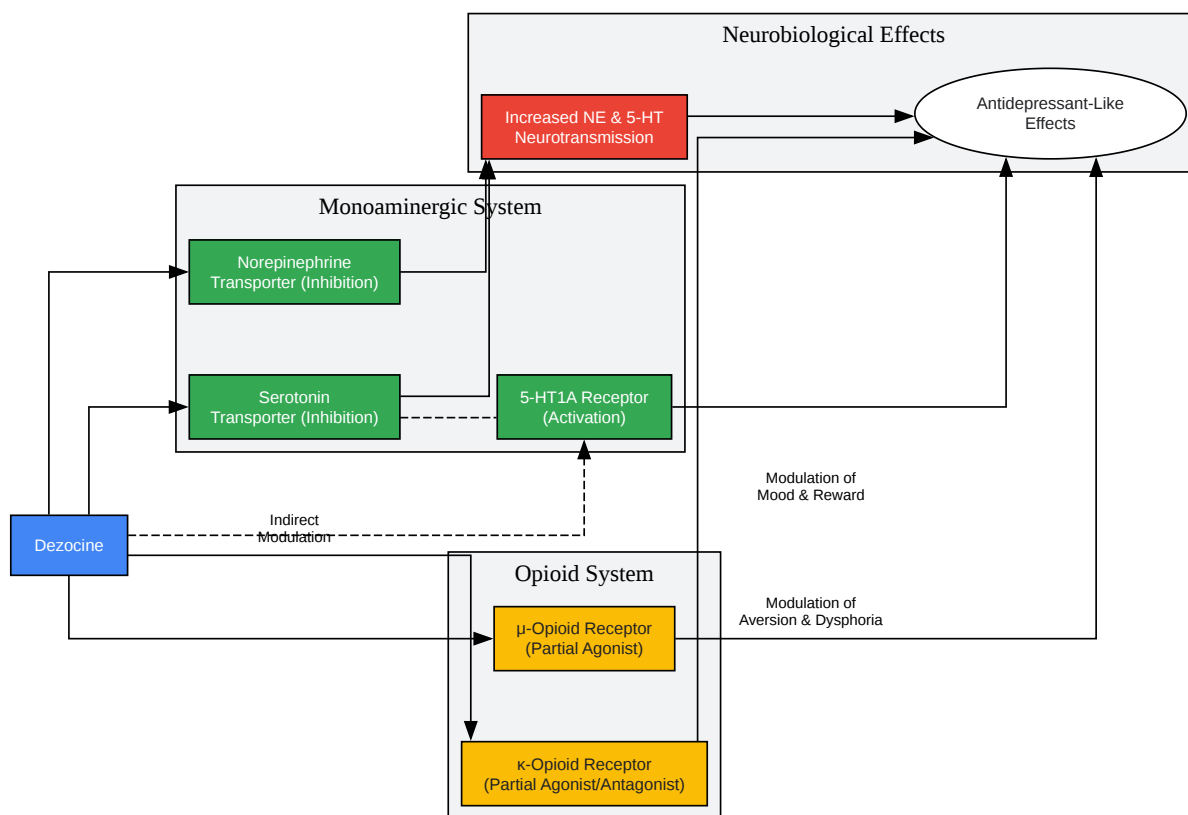 Neurobiological Effects
Increased NE & 5-HT
Neurotransmission
Antidepressant-Like
Effects
Monoaminergic System
Norepinephrine
Transporter (Inhibition)
Serotonin
Transporter (Inhibition)
5-HT1A Receptor
(Activation)
Modulation of
Mood & Reward
Indirect
Modulation
Dezocine
Opioid System
μ-Opioid Receptor
(Partial Agonist)
Modulation of
Aversion & Dysphoria
κ-Opioid Receptor
(Partial Agonist/Antagonist)